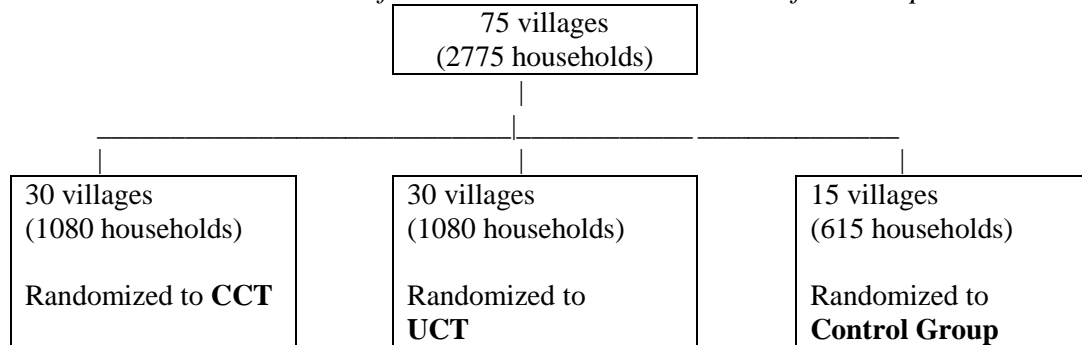 75 villages
(2775 households)
30 villages
(1080 households)
Randomized to CCT
30 villages
(1080 households)
Randomized to
UCT
15 villages
(615 households)
Randomized to
Control Group